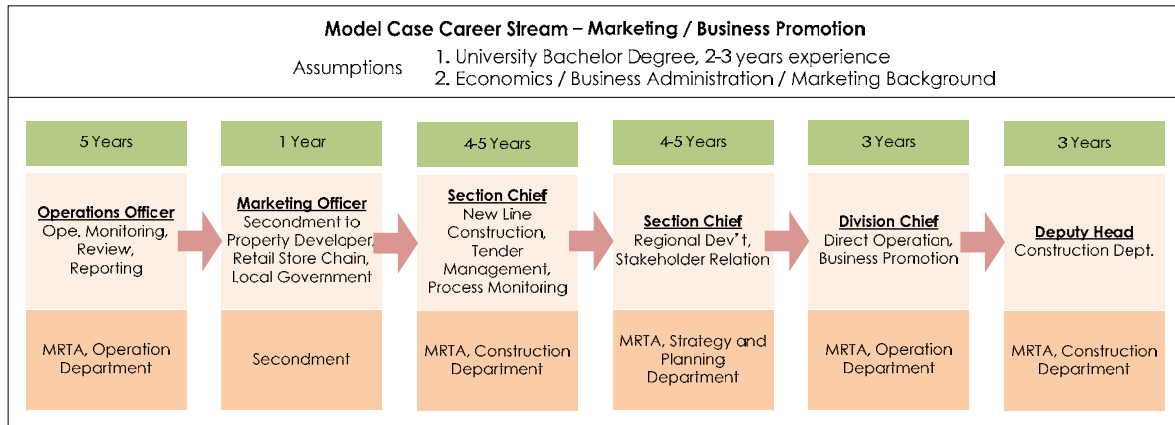 Model Case Career Stream – Marketing / Business Promotion
Assumptions
1. University Bachelor Degree, 2-3 years experience
2. Economics / Business Administration / Marketing Background
5 Years
1 Year
4-5 Years
4-5 Years
3 Years
3 Years
Operations Officer
Ope. Monitoring,
Review,
Reporting
Marketing Officer
Secondment to
Property Developer,
Retail Store Chain,
Local Government
Section Chief
New Line
Construction,
Tender
Management,
Process Monitoring
Section Chief
Regional Dev't,
Stakeholder Relation
Division Chief
Direct Operation,
Business Promotion
Deputy Head
Construction Dept.
MRTA, Operation
Department
Secondment
MRTA, Construction
Department
MRTA, Strategy and
Planning
Department
MRTA, Operation
Department
MRTA, Construction
Department